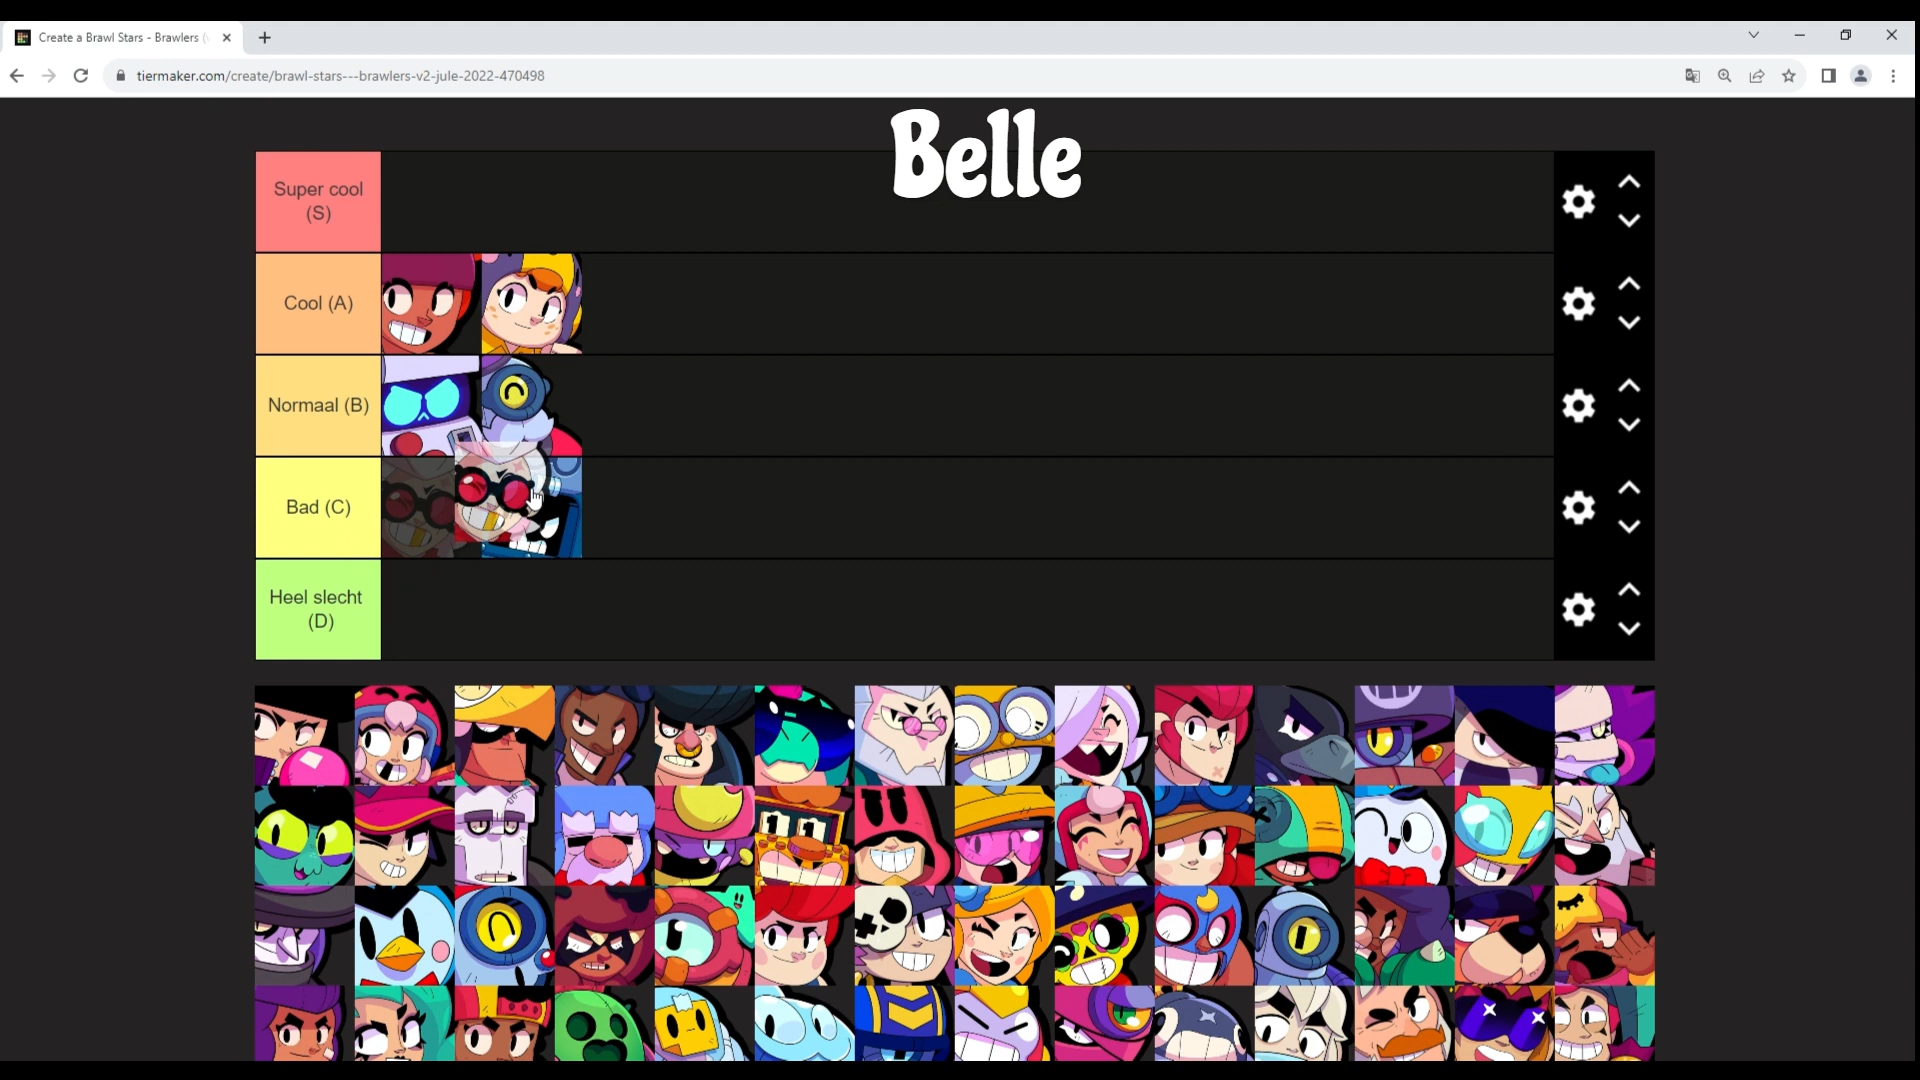 Create a Brawl Stars - Brawlers (
tiermaker.com/create/brawl-stars---brawlers-v2-jule-2022-470498
Belle
Super cool
(S)
Cool (A)
Normaal (B)
Bad (C)
Heel slecht
(D)